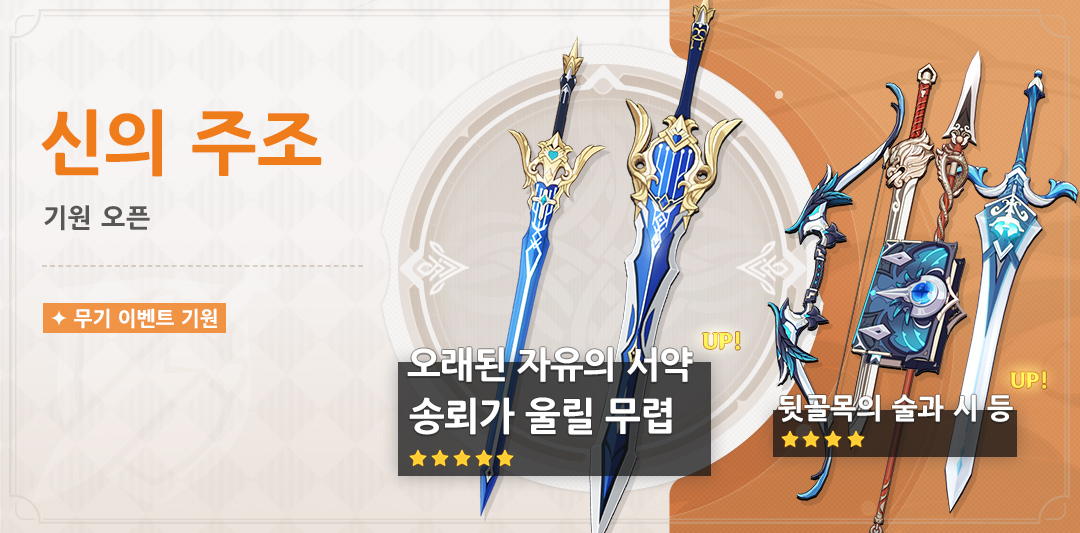 신의 주조
기원 오픈
✦ 무기 이벤트 기원
오래된 자유의 서약
UP!
송뢰가 울릴 무렵
뒷골목의 술과 시 등
UP!